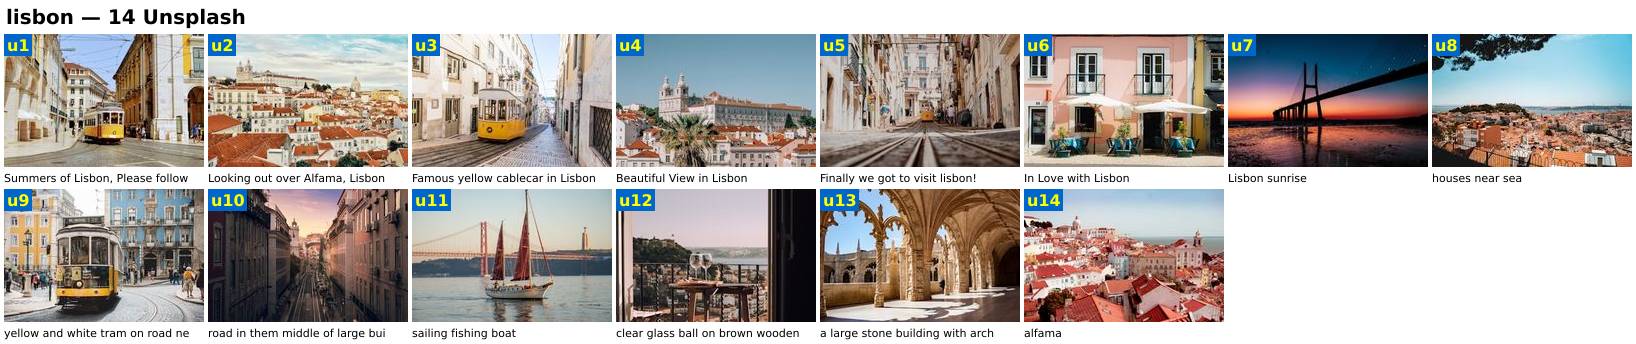 lisbon — 14 Unsplash
u1
u2
u3
u4
u5
u6
u7
u8
Summers of Lisbon, Please follow
Looking out over Alfama, Lisbon
Famous yellow cablecar in Lisbon
Beautiful View in Lisbon
Finally we got to visit lisbon!
In Love with Lisbon
Lisbon sunrise
houses near sea
u9
u10
u11
u12
u13
u14
yellow and white tram on road ne
road in them middle of large bui
sailing fishing boat
clear glass ball on brown wooden
a large stone building with arch
alfama